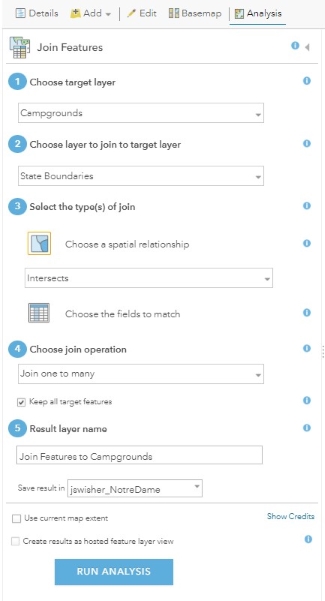 Details Add Edit Basemap Analysis
Join Features
1 Choose target layer
Campgrounds
2 Choose layer to join to target layer
State Boundaries
3 Select the type(s) of join
Choose a spatial relationship
Intersects
Choose the fields to match
4 Choose join operation
Join one to many
Keep all target features
5 Result layer name
Join Features to Campgrounds
Save result in jswisher_NotreDame
Use current map extent Show Credits
Create results as hosted feature layer view
RUN ANALYSIS